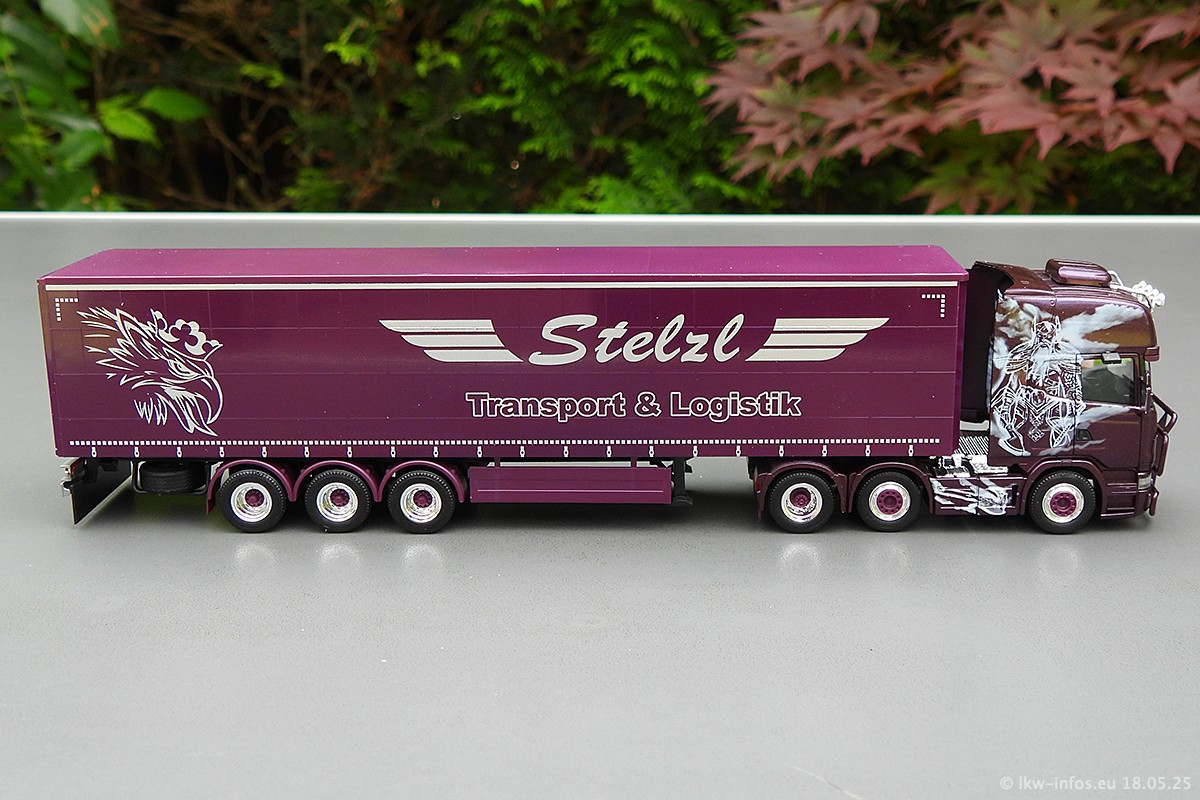 Stelzl
Transport & Logistik
© lkw-infos.eu 18.05.25